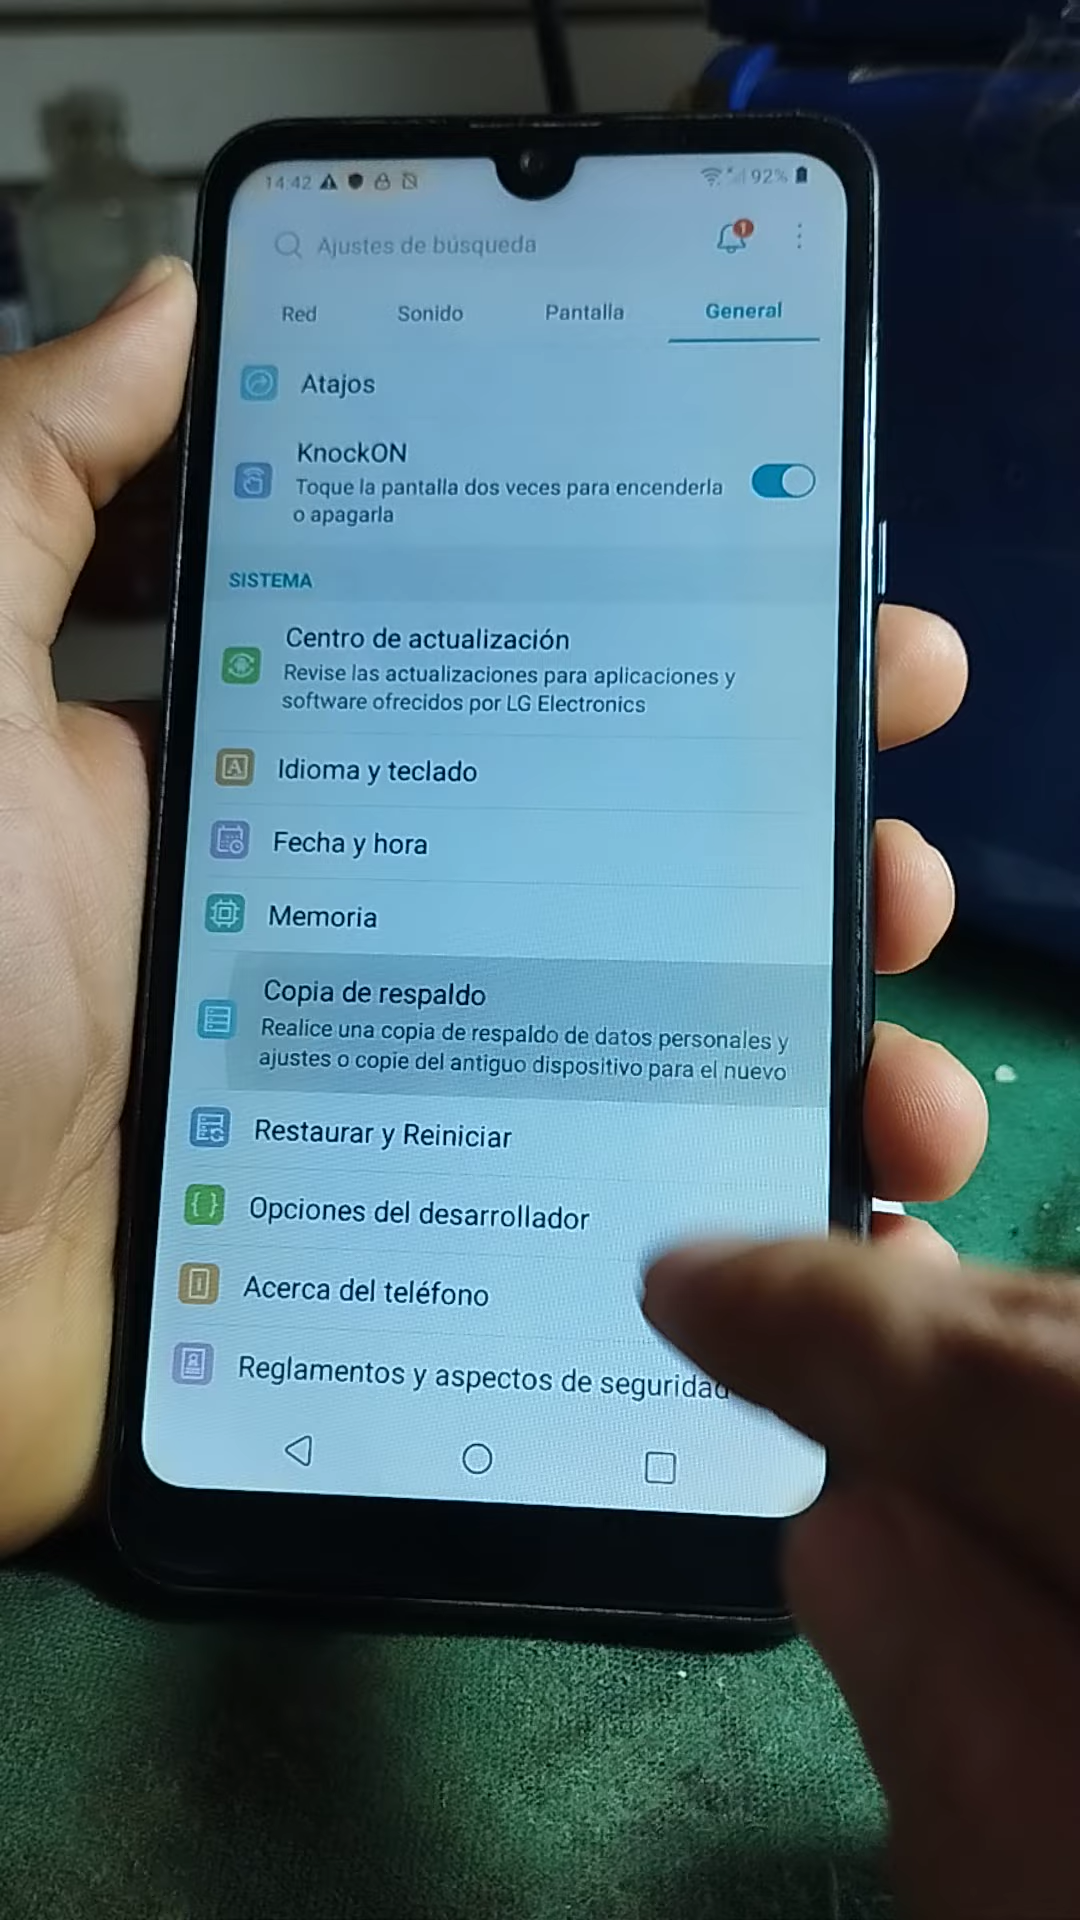 14:42 92%
Ajustes de búsqueda
Red Sonido Pantalla General
Atajos
KnockON
Toque la pantalla dos veces para encenderla
o apagarla
SISTEMA
Centro de actualización
Revise las actualizaciones para aplicaciones y
software ofrecidos por LG Electronics
Idioma y teclado
Fecha y hora
Memoria
Copia de respaldo
Realice una copia de respaldo de datos personales y
ajustes o copie del antiguo dispositivo para el nuevo
Restaurar y Reiniciar
Opciones del desarrollador
Acerca del teléfono
Reglamentos y aspectos de seguridad